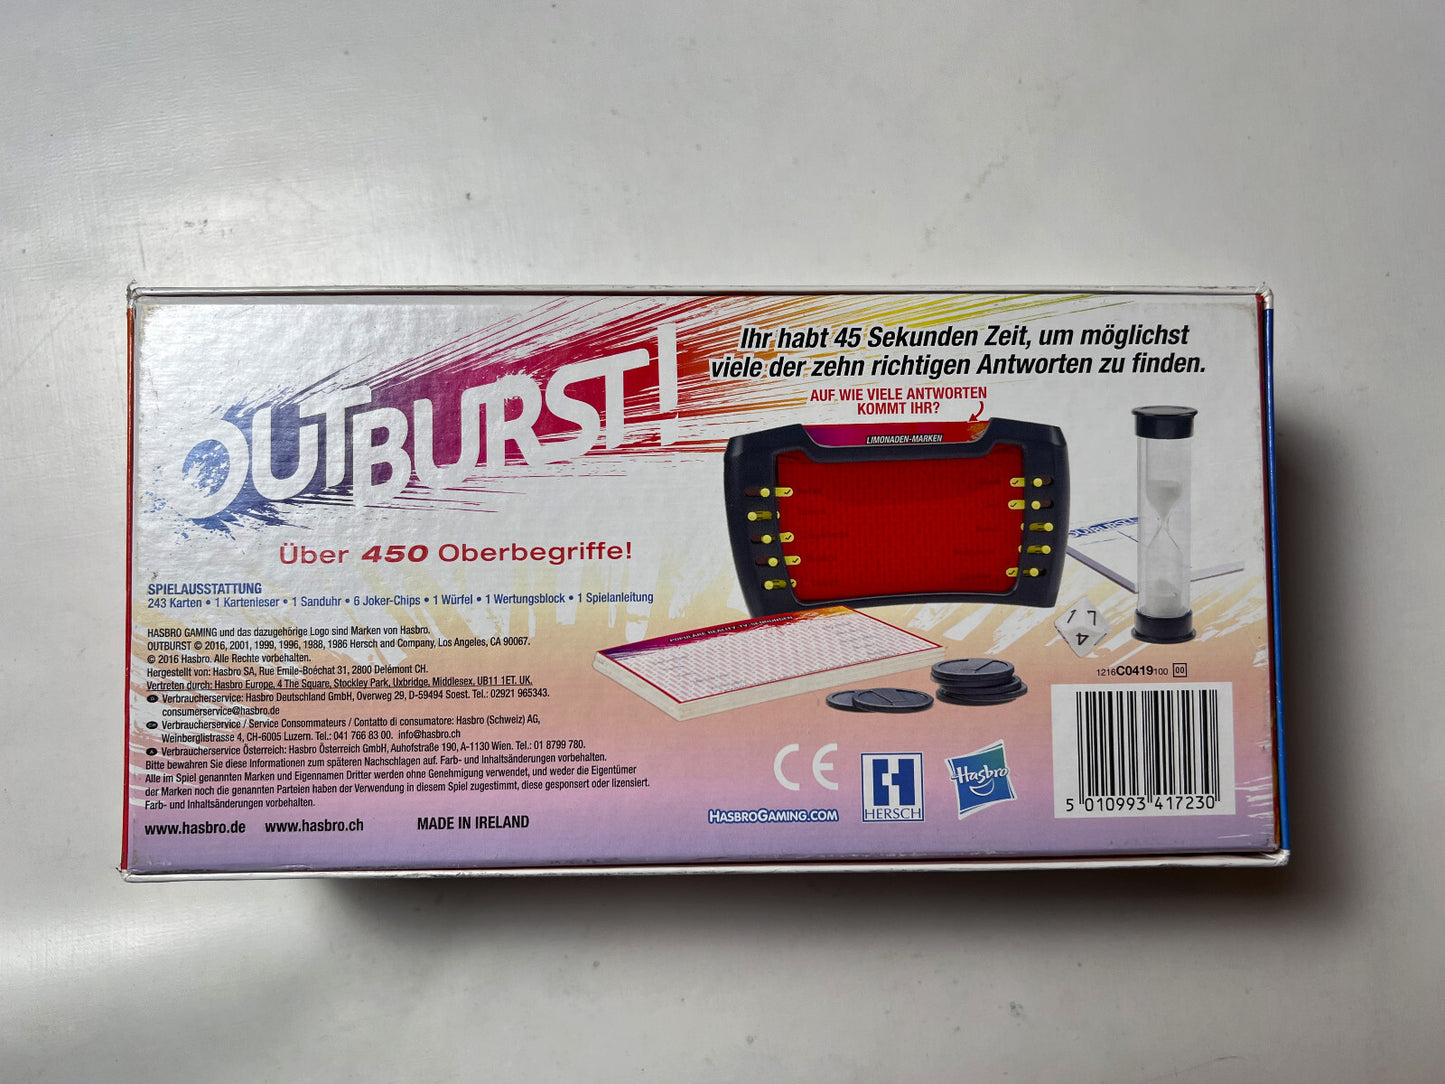 OUTBURST!
Über 450 Oberbegriffe!
Ihr habt 45 Sekunden Zeit, um möglichst
viele der zehn richtigen Antworten zu finden.
AUF WIE VIELE ANTWORTEN
KOMMT IHR?
LIMONADEN-MARKEN
OUTBURST
SPIELAUSSTATTUNG
243 Karten • 1 Kartenleser • 1 Sanduhr • 6 Joker-Chips • 1 Würfel • 1 Wertungsblock • 1 Spielanleitung
HASBRO GAMING und das dazugehörige Logo sind Marken von Hasbro.
OUTBURST © 2016, 2001, 1999, 1996, 1988, 1986 Hersch and Company, Los Angeles, CA 90067.
© 2016 Hasbro. Alle Rechte vorbehalten.
Hergestellt von: Hasbro SA, Rue Emile-Boéchat 31, 2800 Delémont CH.
Vertreten durch: Hasbro Europe, 4 The Square, Stockley Park, Uxbridge, Middlesex, UB11 1ET. UK.
D Verbraucherservice: Hasbro Deutschland GmbH, Overweg 29, D-59494 Soest. Tel.: 02921 965343.
consumerservice@hasbro.de
CH Verbraucherservice / Service Consommateurs / Contatto di consumatore: Hasbro (Schweiz) AG,
Weinberglistrasse 4, CH-6005 Luzern. Tel.: 041 766 83 00. info@hasbro.ch
A Verbraucherservice Österreich: Hasbro Österreich GmbH, Auhofstraße 190, A-1130 Wien. Tel.: 01 8799 780.
Bitte bewahren Sie diese Informationen zum späteren Nachschlagen auf. Farb- und Inhaltsänderungen vorbehalten.
Alle im Spiel genannten Marken und Eigennamen Dritter werden ohne Genehmigung verwendet, und weder die Eigentümer
der Marken noch die genannten Parteien haben der Verwendung in diesem Spiel zugestimmt, diese gesponsert oder lizensiert.
Farb- und Inhaltsänderungen vorbehalten.
www.hasbro.de www.hasbro.ch MADE IN IRELAND
POPULÄRE REALITY-TV-SENDUNGEN
4
1216C0419100 00
CE
HASBROGAMING.COM
HERSCH
Hasbro
5 010993 417230